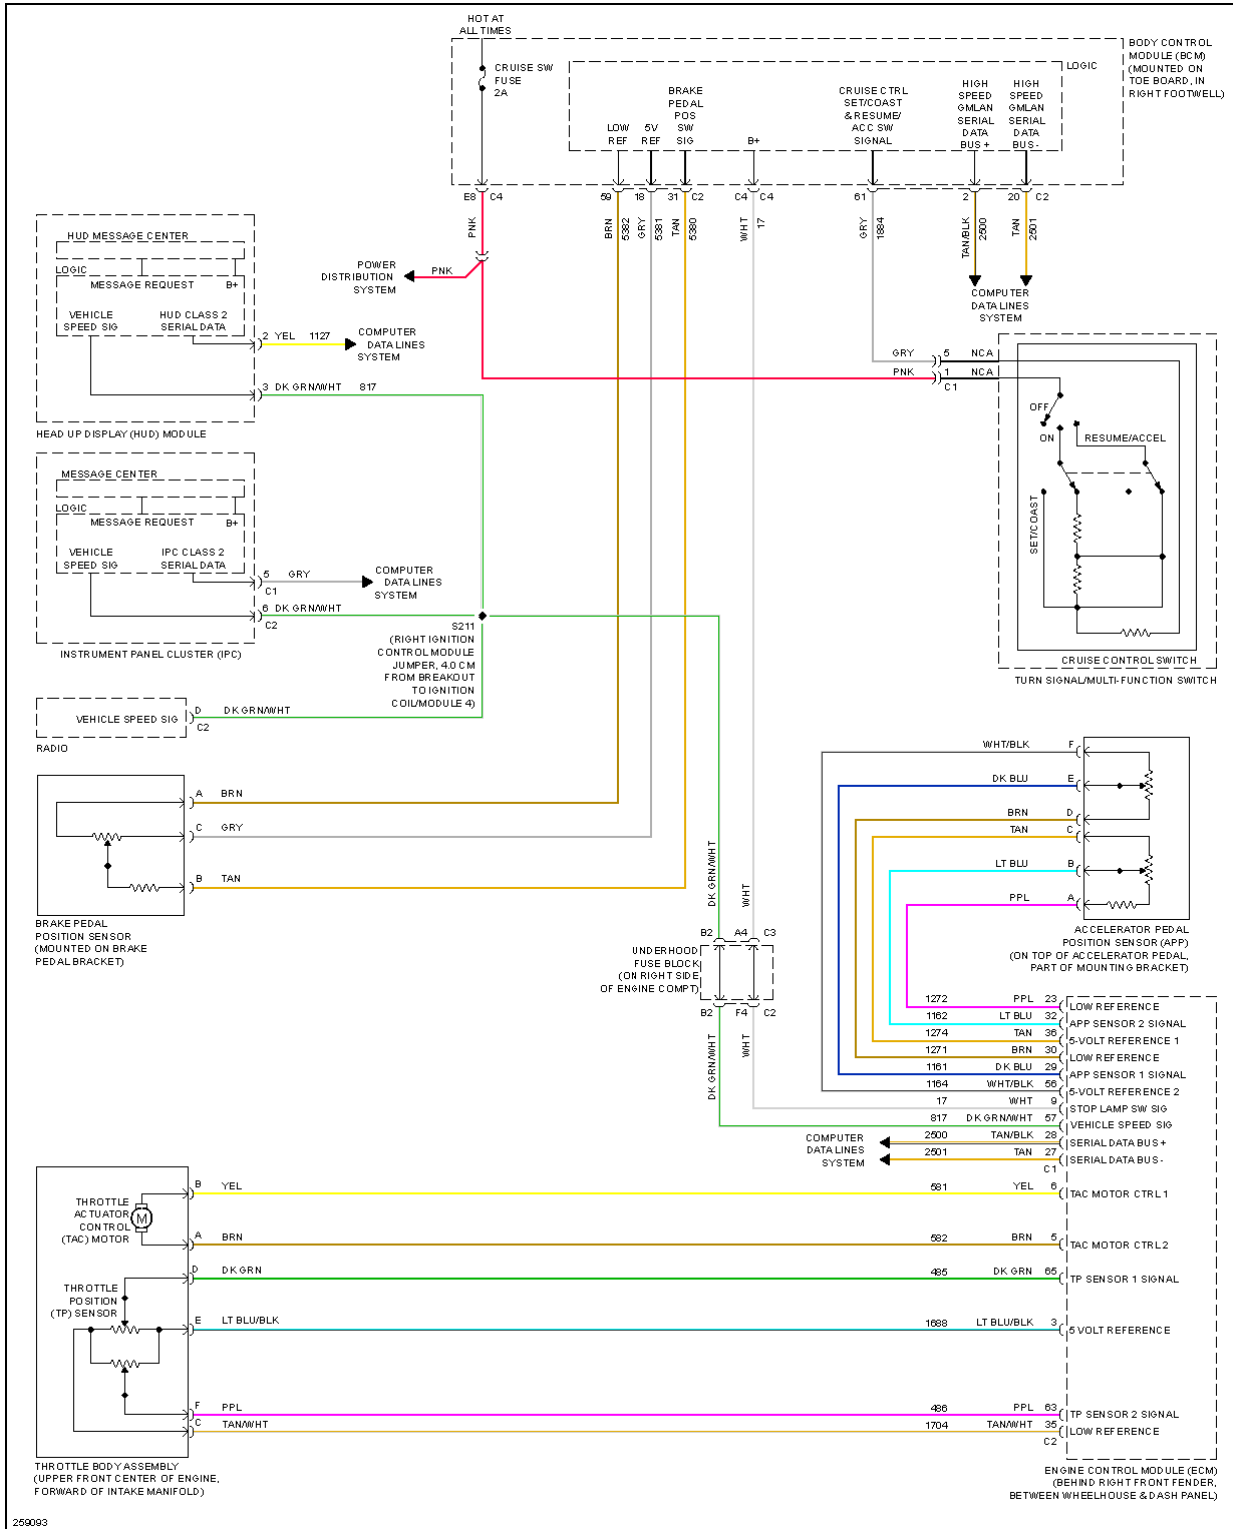 HOT AT
ALL TIMES
CRUISE SW
FUSE
2A
LOGIC
BODY CONTROL
MODULE (BCM)
(MOUNTED ON
TOE BOARD, IN
RIGHT FOOTWELL)
LOW
REF
5V
REF
BRAKE
PEDAL
POS
SW
SIG
B+
CRUISE CTRL
SET/COAST
& RESUME/
ACC SW
SIGNAL
HIGH
SPEED
GMLAN
SERIAL
DATA
BUS +
HIGH
SPEED
GMLAN
SERIAL
DATA
BUS-
E8 C4
59 18 31 C2
C4 C4
61
2 20 C2
PNK
BRN 5382
GRY 5381
TAN 5380
WHT 17
GRY 1884
TAN/BLK 2500
TAN 2501
POWER
DISTRIBUTION
SYSTEM
PNK
COMPUTER
DATA LINES
SYSTEM
HUD MESSAGE CENTER
LOGIC
MESSAGE REQUEST B+
VEHICLE
SPEED SIG
HUD CLASS 2
SERIAL DATA
2 YEL 1127
COMPUTER
DATA LINES
SYSTEM
3 DK GRN/WHT 817
HEAD UP DISPLAY (HUD) MODULE
GRY 5 NCA
PNK 1 NCA
C1
OFF
ON
RESUME/ACCEL
SET/COAST
CRUISE CONTROL SWITCH
TURN SIGNAL/MULTI-FUNCTION SWITCH
MESSAGE CENTER
LOGIC
MESSAGE REQUEST B+
VEHICLE
SPEED SIG
IPC CLASS 2
SERIAL DATA
5 GRY
C1
COMPUTER
DATA LINES
SYSTEM
6 DK GRN/WHT
C2
INSTRUMENT PANEL CLUSTER (IPC)
S211
(RIGHT IGNITION
CONTROL MODULE
JUMPER, 4.0 CM
FROM BREAKOUT
TO IGNITION
COIL/MODULE 4)
VEHICLE SPEED SIG
D DK GRN/WHT
C2
RADIO
A BRN
C GRY
B TAN
BRAKE PEDAL
POSITION SENSOR
(MOUNTED ON BRAKE
PEDAL BRACKET)
WHT/BLK F
DK BLU E
BRN D
TAN C
LT BLU B
PPL A
ACCELERATOR PEDAL
POSITION SENSOR (APP)
(ON TOP OF ACCELERATOR PEDAL,
PART OF MOUNTING BRACKET)
DK GRN/WHT
WHT
B2 A4 C3
UNDERHOOD
FUSE BLOCK
(ON RIGHT SIDE
OF ENGINE COMPT)
B2 F4 C2
DK GRN/WHT
WHT
1272 PPL 23 LOW REFERENCE
1162 LT BLU 32 APP SENSOR 2 SIGNAL
1274 TAN 36 5-VOLT REFERENCE 1
1271 BRN 30 LOW REFERENCE
1161 DK BLU 29 APP SENSOR 1 SIGNAL
1164 WHT/BLK 56 5-VOLT REFERENCE 2
17 WHT 9 STOP LAMP SW SIG
817 DK GRN/WHT 57 VEHICLE SPEED SIG
COMPUTER
DATA LINES
SYSTEM
2500 TAN/BLK 28 SERIAL DATA BUS +
2501 TAN 27 SERIAL DATA BUS -
C1
THROTTLE
ACTUATOR
CONTROL
(TAC) MOTOR
M
B YEL 581 YEL 6 TAC MOTOR CTRL 1
A BRN 582 BRN 5 TAC MOTOR CTRL 2
THROTTLE
POSITION
(TP) SENSOR
D DK GRN 485 DK GRN 65 TP SENSOR 1 SIGNAL
E LT BLU/BLK 1688 LT BLU/BLK 3 5 VOLT REFERENCE
F PPL 486 PPL 63 TP SENSOR 2 SIGNAL
C TAN/WHT 1704 TAN/WHT 35 LOW REFERENCE
C2
THROTTLE BODY ASSEMBLY
(UPPER FRONT CENTER OF ENGINE,
FORWARD OF INTAKE MANIFOLD)
ENGINE CONTROL MODULE (ECM)
(BEHIND RIGHT FRONT FENDER,
BETWEEN WHEELHOUSE & DASH PANEL)
259093